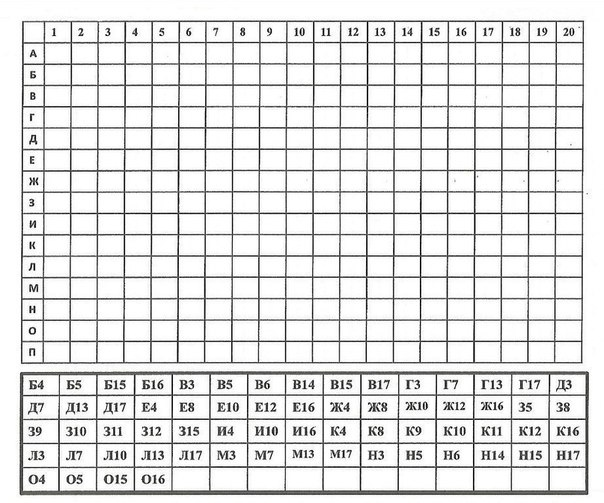 1 2 3 4 5 6 7 8 9 10 11 12 13 14 15 16 17 18 19 20
А
Б
В
Г
Д
Е
Ж
З
И
К
Л
М
Н
О
П
Б4 Б5 Б15 Б16 В3 В5 В6 В14 В15 В17 Г3 Г7 Г13 Г17 Д3
Д7 Д13 Д17 Е4 Е8 Е10 Е12 Е16 Ж4 Ж8 Ж10 Ж12 Ж16 З5 З8
З9 З10 З11 З12 З15 И4 И10 И16 К4 К8 К9 К10 К11 К12 К16
Л3 Л7 Л10 Л13 Л17 М3 М7 М13 М17 Н3 Н5 Н6 Н14 Н15 Н17
О4 О5 О15 О16